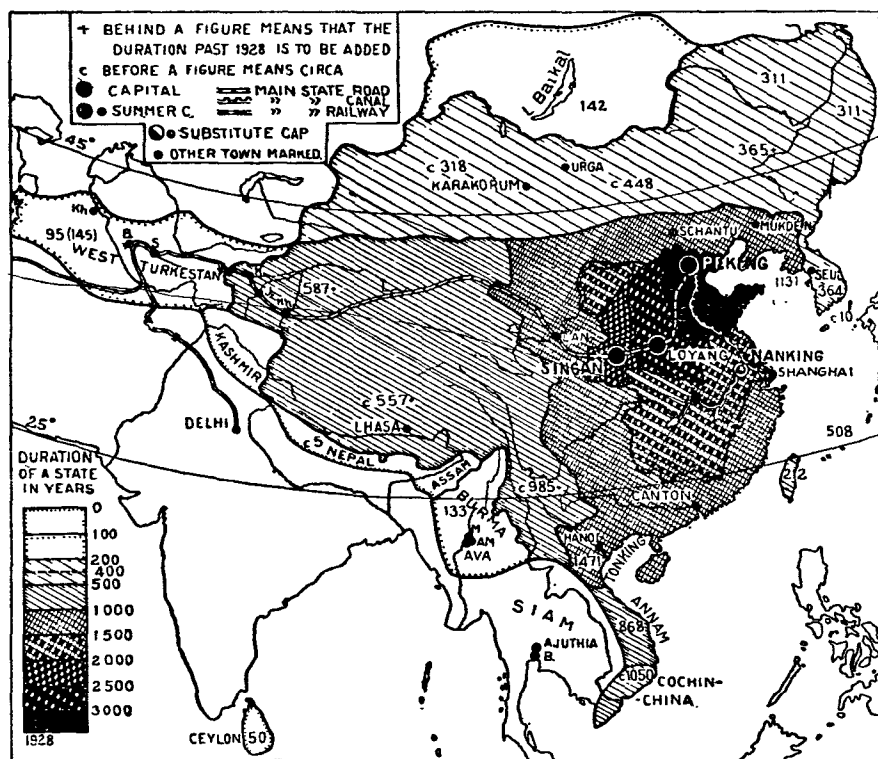 + BEHIND A FIGURE MEANS THAT THE
DURATION PAST 1928 IS TO BE ADDED
c BEFORE A FIGURE MEANS CIRCA
CAPITAL
MAIN STATE ROAD
SUMMER C.
" " CANAL
" " RAILWAY
SUBSTITUTE CAP
OTHER TOWN MARKED
L. Baikal
142
311
311
45°
365+
c 318
URGA
KARAKORUM
c 448
Kh
95 (145)
WEST
B.
S.
TURKESTAN
587+
SCHANTU
MUKDEN
PEKING
1131
SEUL
364
c 10
KASHMIR
LOYANG
NANKING
SINGAN
SHANGHAI
c 557+
LHASA
DELHI
25°
c 5
NEPAL
508
ASSAM
c 985+
212
CANTON
BURMA
133
M
AM
AVA
HANOI
1471
TONKING
DURATION
OF A STATE
IN YEARS
0
100
200
400
500
1000
1500
2000
2500
3000
1928
SIAM
ANNAM
868
AJUTHIA
B.
c1050
COCHIN-
-CHINA
CEYLON
50